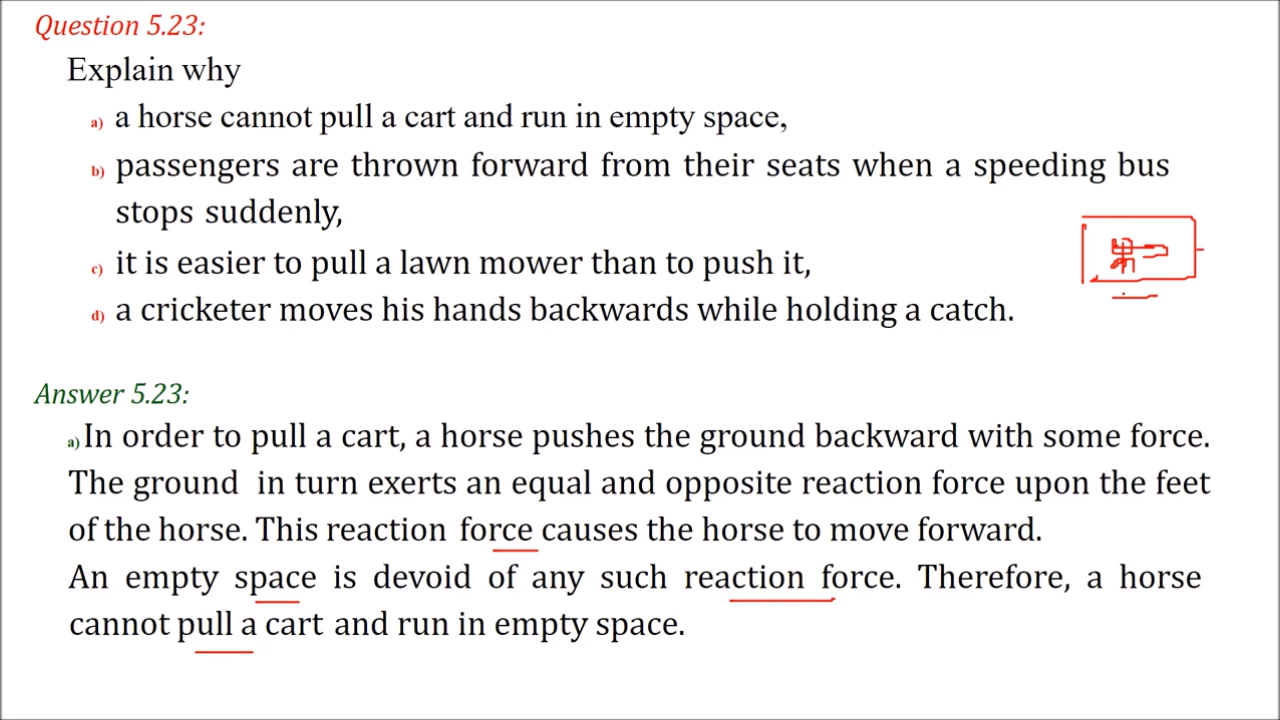 Question 5.23:
Explain why
a) a horse cannot pull a cart and run in empty space,
b) passengers are thrown forward from their seats when a speeding bus
stops suddenly,
c) it is easier to pull a lawn mower than to push it,
d) a cricketer moves his hands backwards while holding a catch.
Answer 5.23:
a) In order to pull a cart, a horse pushes the ground backward with some force.
The ground in turn exerts an equal and opposite reaction force upon the feet
of the horse. This reaction force causes the horse to move forward.
An empty space is devoid of any such reaction force. Therefore, a horse
cannot pull a cart and run in empty space.